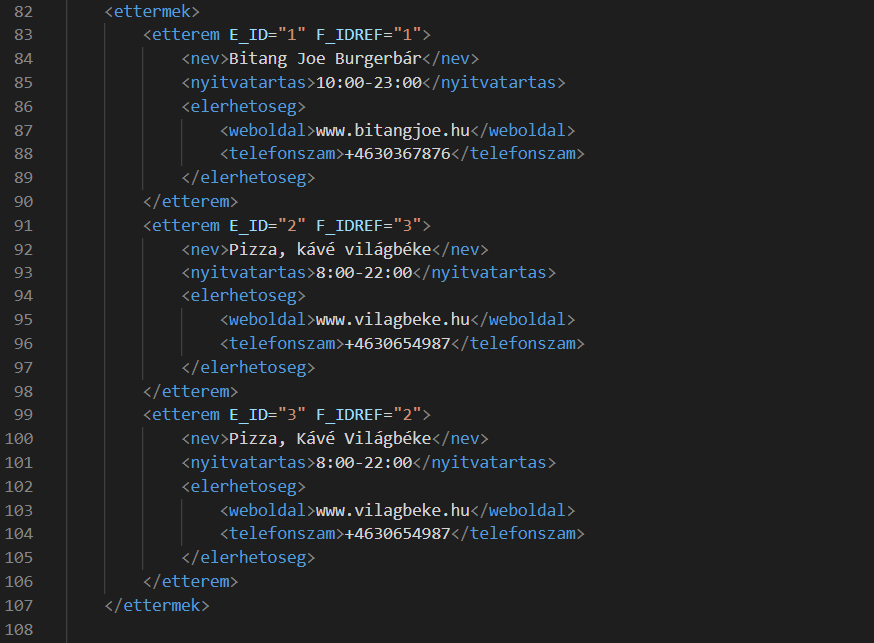 82 <ettermek>
83 <etterem E_ID="1" F_IDREF="1">
84 <nev>Bitang Joe Burgerbár</nev>
85 <nyitvatartas>10:00-23:00</nyitvatartas>
86 <elerhetoseg>
87 <weboldal>www.bitangjoe.hu</weboldal>
88 <telefonszam>+4630367876</telefonszam>
89 </elerhetoseg>
90 </etterem>
91 <etterem E_ID="2" F_IDREF="3">
92 <nev>Pizza, kávé világbéke</nev>
93 <nyitvatartas>8:00-22:00</nyitvatartas>
94 <elerhetoseg>
95 <weboldal>www.vilagbeke.hu</weboldal>
96 <telefonszam>+4630654987</telefonszam>
97 </elerhetoseg>
98 </etterem>
99 <etterem E_ID="3" F_IDREF="2">
100 <nev>Pizza, Kávé Világbéke</nev>
101 <nyitvatartas>8:00-22:00</nyitvatartas>
102 <elerhetoseg>
103 <weboldal>www.vilagbeke.hu</weboldal>
104 <telefonszam>+4630654987</telefonszam>
105 </elerhetoseg>
106 </etterem>
107 </ettermek>
108